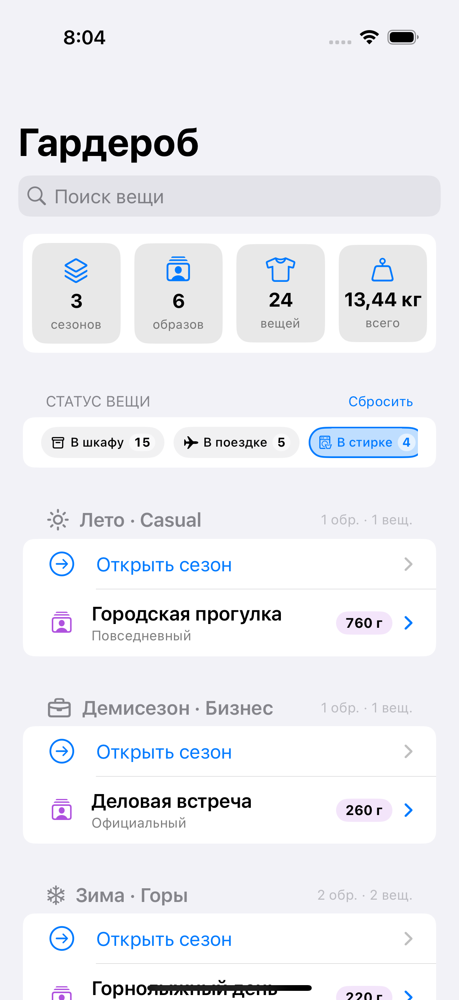 8:04
Гардероб
Поиск вещи
3
сезонов
6
образов
24
вещей
13,44 кг
всего
СТАТУС ВЕЩИ
Сбросить
В шкафу 15
В поездке 5
В стирке 4
Лето · Casual
1 обр. · 1 вещ.
Открыть сезон
Городская прогулка
Повседневный
760 г
Демисезон · Бизнес
1 обр. · 1 вещ.
Открыть сезон
Деловая встреча
Официальный
260 г
Зима · Горы
2 обр. · 2 вещ.
Открыть сезон
Горнолыжный день
220 г